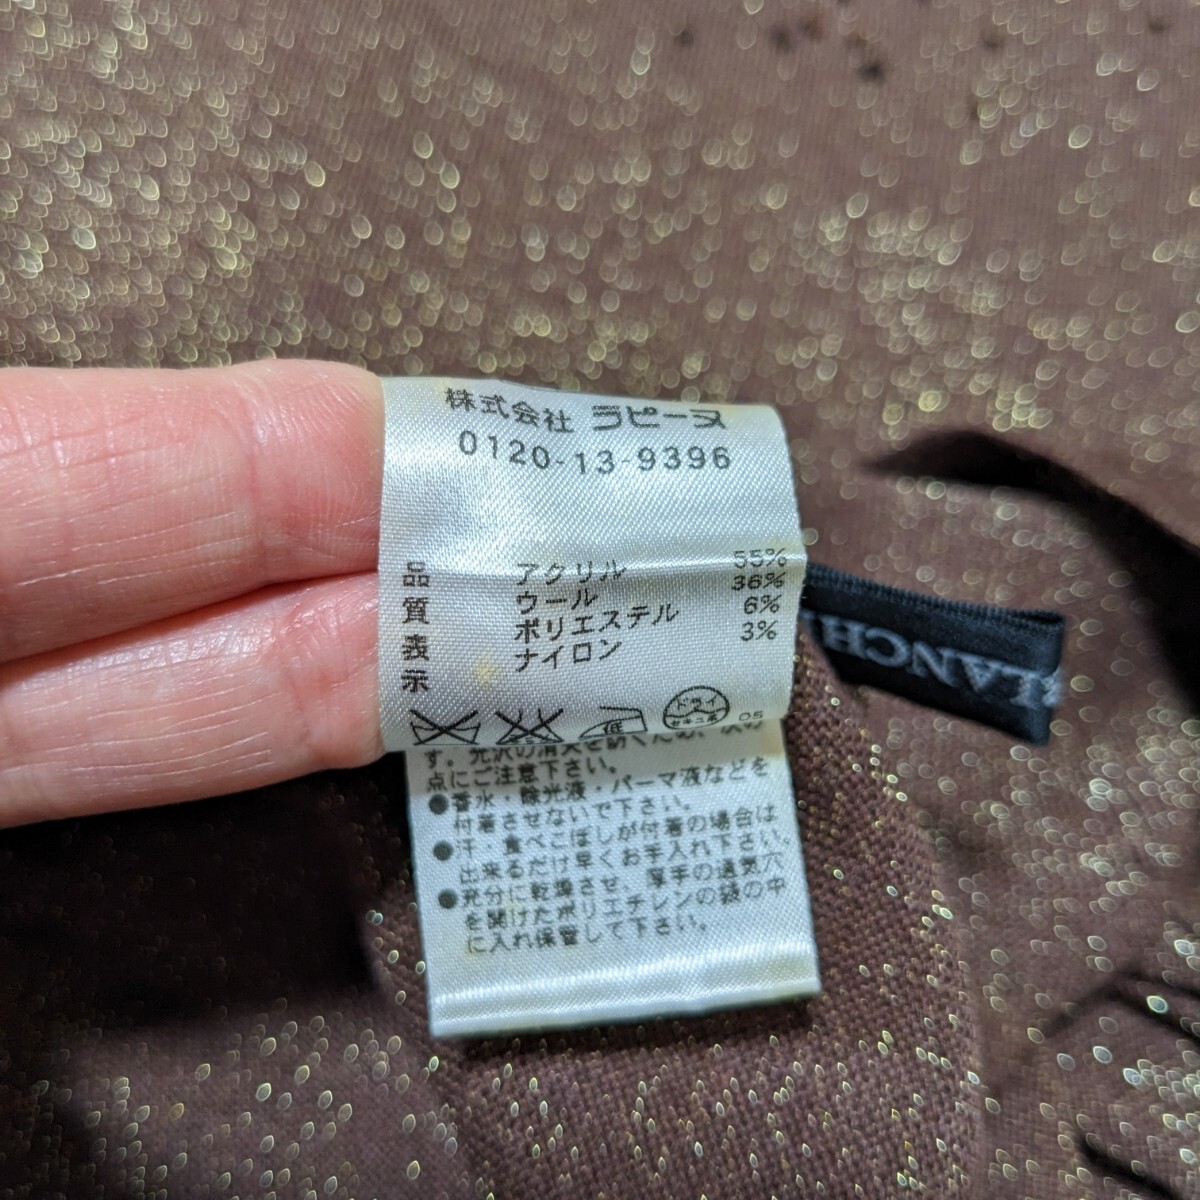 株式会社 ラピーヌ
0120-13-9396
品質表示
アクリル 55%
ウール 36%
ポリエステル 6%
ナイロン 3%
低
ドライ
セキユ系
05
す。光沢の消失を防ぐため、次の
点にご注意下さい。
●香水・除光液・パーマ液などを
付着させないで下さい。
●汗・食べこぼしが付着の場合は
出来るだけ早くお手入れ下さい。
●充分に乾燥させ、厚手の通気穴
を開けたポリエチレンの袋の中
に入れ保管して下さい。
LANCH